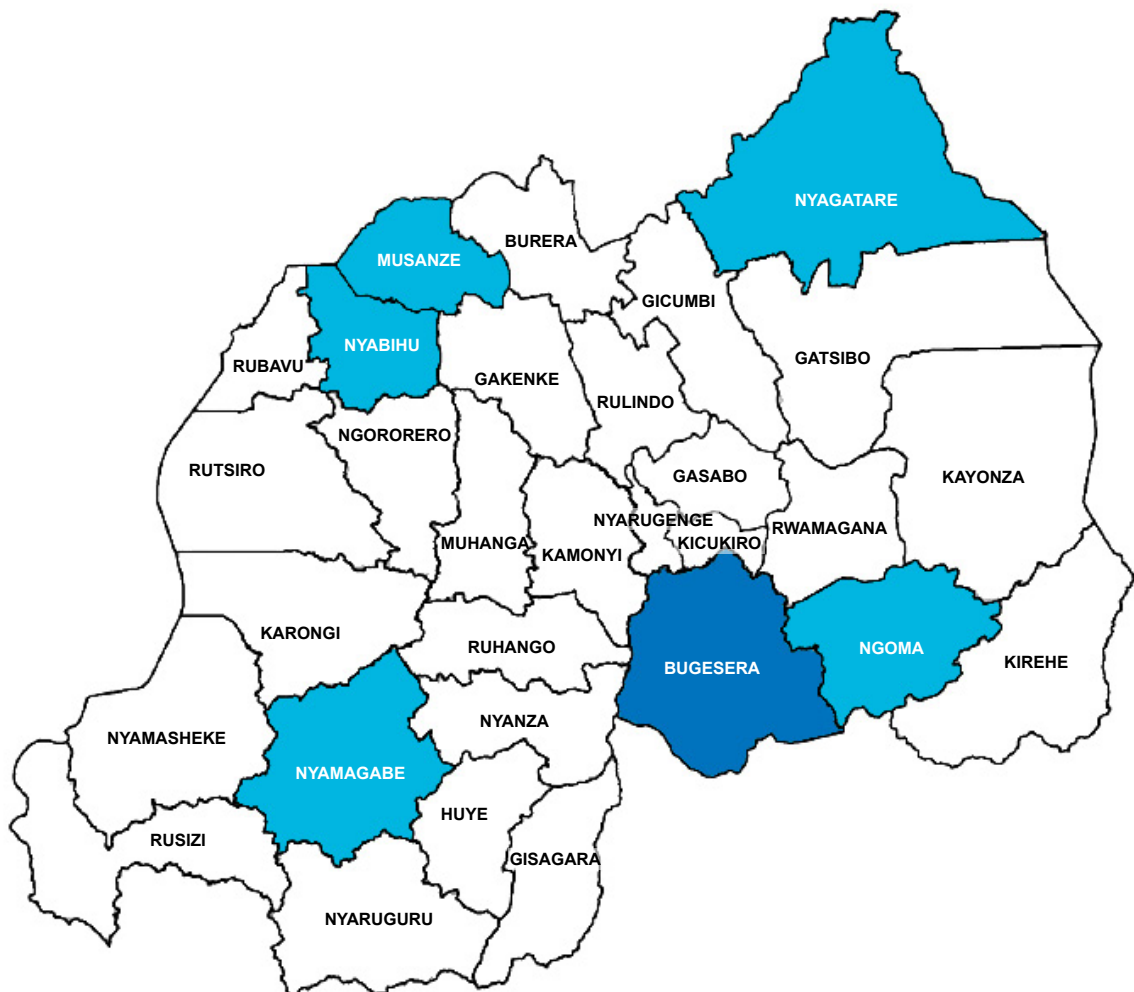 NYAGATARE
BURERA
MUSANZE
GICUMBI
NYABIHU
GATSIBO
RUBAVU
GAKENKE
RULINDO
NGORORERO
RUTSIRO
GASABO
KAYONZA
NYARUGENGE
RWAMAGANA
MUHANGA
KICUKIRO
KAMONYI
KARONGI
RUHANGO
NGOMA
KIREHE
BUGESERA
NYANZA
NYAMASHEKE
NYAMAGABE
HUYE
RUSIZI
GISAGARA
NYARUGURU